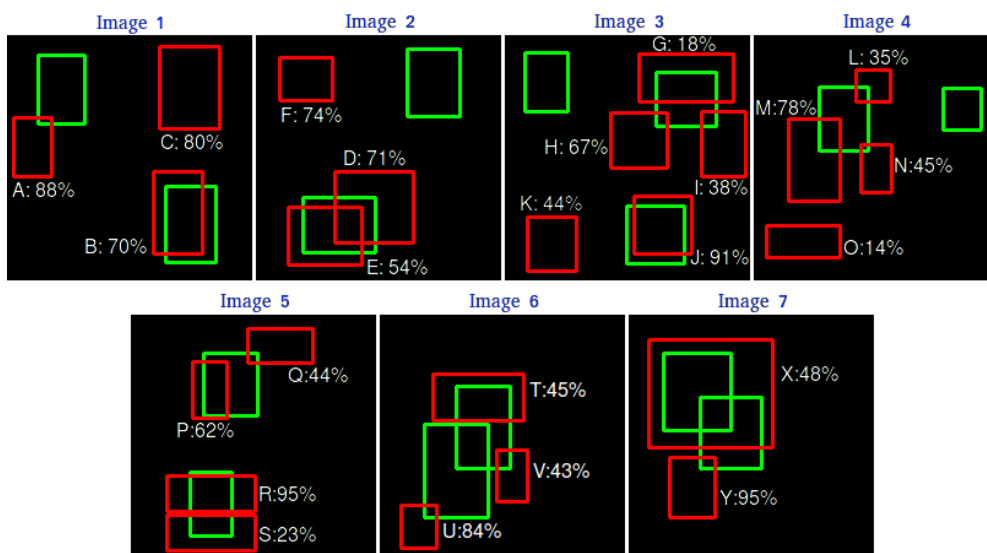 Image 1
Image 2
Image 3
Image 4
A: 88%
B: 70%
C: 80%
F: 74%
D: 71%
E: 54%
G: 18%
H: 67%
I: 38%
K: 44%
J: 91%
L: 35%
M:78%
N:45%
O:14%
Image 5
Image 6
Image 7
Q:44%
P:62%
R:95%
S:23%
T:45%
V:43%
U:84%
X:48%
Y:95%